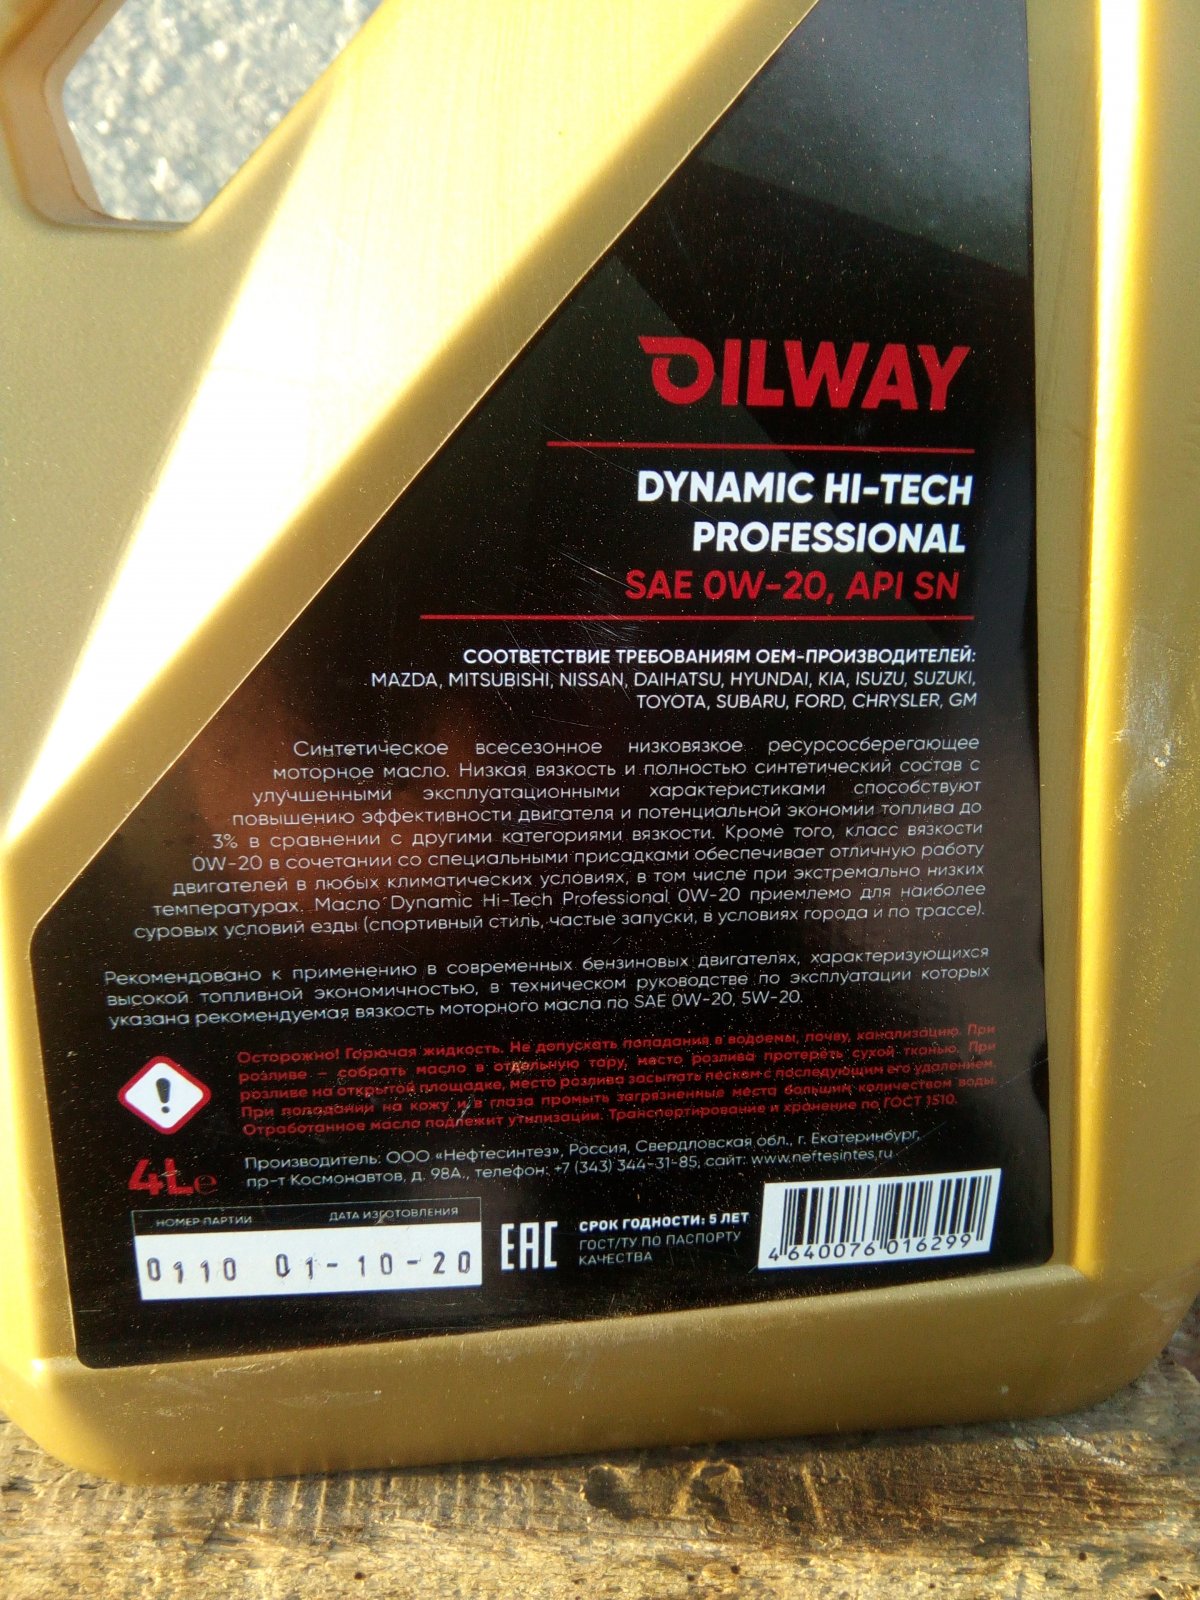 OILWAY
DYNAMIC HI-TECH
PROFESSIONAL
SAE 0W-20, API SN
СООТВЕТСТВИЕ ТРЕБОВАНИЯМ OEM-ПРОИЗВОДИТЕЛЕЙ:
MAZDA, MITSUBISHI, NISSAN, DAIHATSU, HYUNDAI, KIA, ISUZU, SUZUKI,
TOYOTA, SUBARU, FORD, CHRYSLER, GM
Синтетическое всесезонное низковязкое ресурсосберегающее
моторное масло. Низкая вязкость и полностью синтетический состав с
улучшенными эксплуатационными характеристиками способствуют
повышению эффективности двигателя и потенциальной экономии топлива до
3% в сравнении с другими категориями вязкости. Кроме того, класс вязкости
0W-20 в сочетании со специальными присадками обеспечивает отличную работу
двигателей в любых климатических условиях, в том числе при экстремально низких
температурах. Масло Dynamic Hi-Tech Professional 0W-20 приемлемо для наиболее
суровых условий езды (спортивный стиль, частые запуски, в условиях города и по трассе).
Рекомендовано к применению в современных бензиновых двигателях, характеризующихся
высокой топливной экономичностью, в техническом руководстве по эксплуатации которых
указана рекомендуемая вязкость моторного масла по SAE 0W-20, 5W-20.
Осторожно! Горючая жидкость. Не допускать попадания в водоемы, почву, канализацию. При
розливе – собрать масло в отдельную тару, место розлива протереть сухой тканью. При
розливе на открытой площадке, место розлива засыпать песком с последующим его удалением.
При попадании на кожу и в глаза промыть загрязненные места большим количеством воды.
Отработанное масло подлежит утилизации. Транспортирование и хранение по ГОСТ 1510.
4Le
Производитель: ООО «Нефтесинтез», Россия, Свердловская обл., г. Екатеринбург,
пр-т Космонавтов, д. 98А., телефон: +7 (343) 344-31-85, сайт: www.neftesintes.ru
НОМЕР ПАРТИИ ДАТА ИЗГОТОВЛЕНИЯ
0110 01-10-20
EAC
СРОК ГОДНОСТИ: 5 ЛЕТ
ГОСТ/ТУ ПО ПАСПОРТУ
КАЧЕСТВА
4 640076 016299